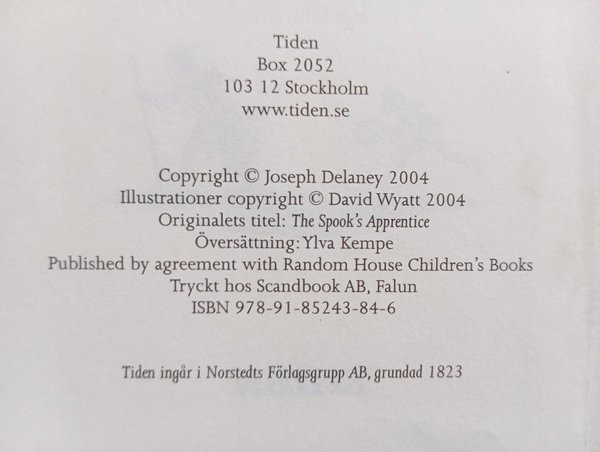 Tiden
Box 2052
103 12 Stockholm
www.tiden.se
Copyright © Joseph Delaney 2004
Illustrationer copyright © David Wyatt 2004
Originalets titel: The Spook's Apprentice
Översättning: Ylva Kempe
Published by agreement with Random House Children's Books
Tryckt hos Scandbook AB, Falun
ISBN 978-91-85243-84-6
Tiden ingår i Norstedts Förlagsgrupp AB, grundad 1823